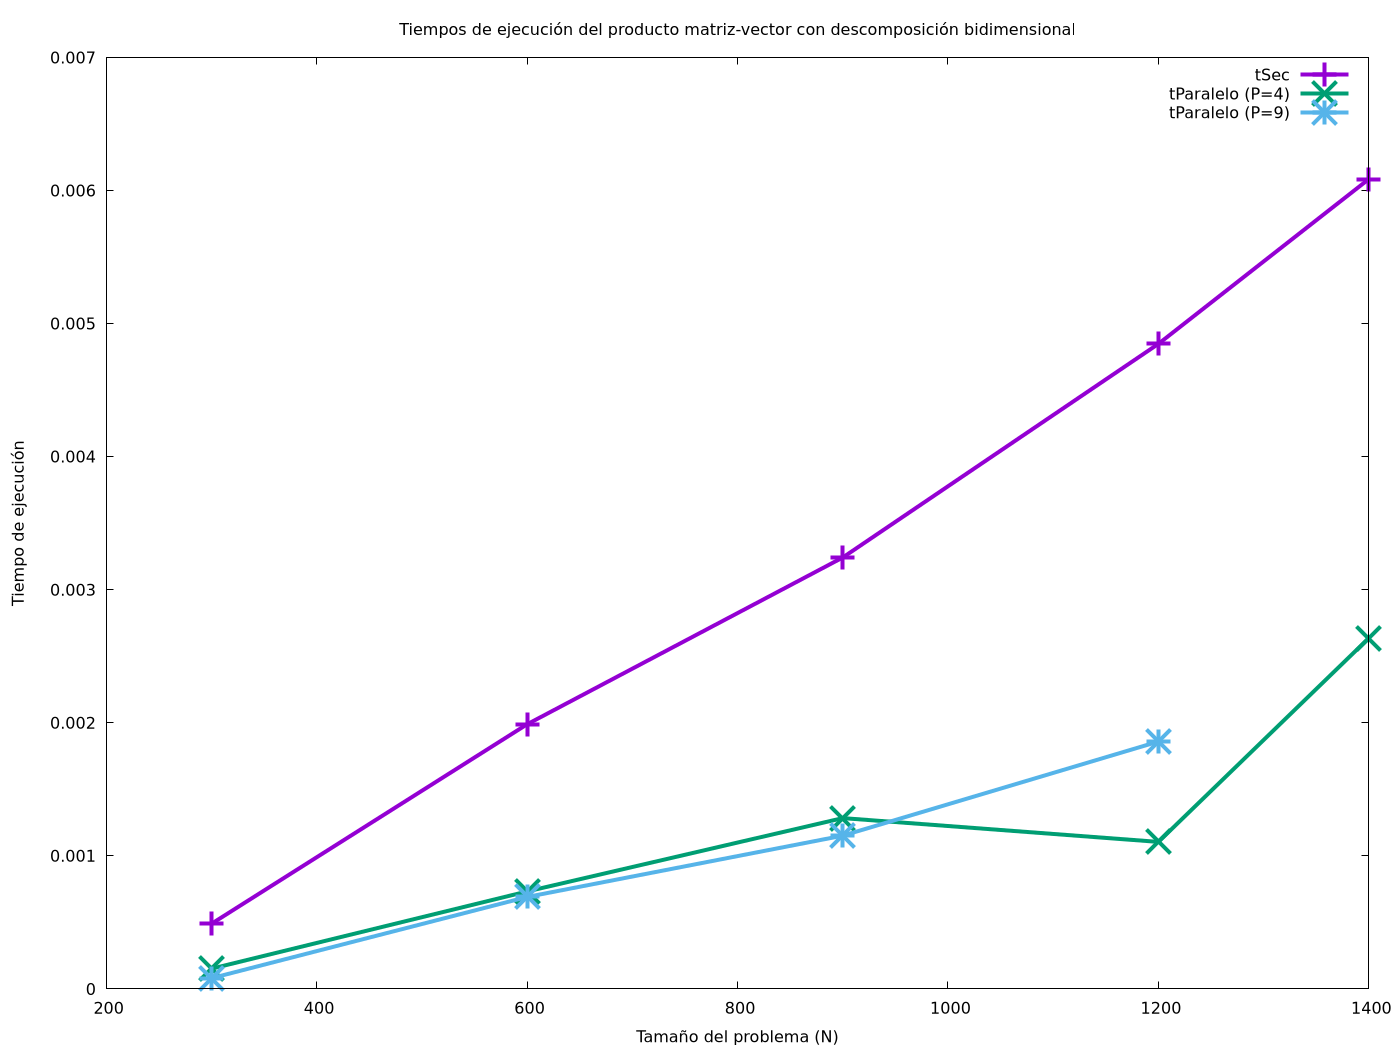 Tiempos de ejecución del producto matriz-vector con descomposición bidimensional
tSec
tParalelo (P=4)
tParalelo (P=9)
0.007
0.006
0.005
0.004
0.003
0.002
0.001
0
Tiempo de ejecución
200 400 600 800 1000 1200 1400
Tamaño del problema (N)